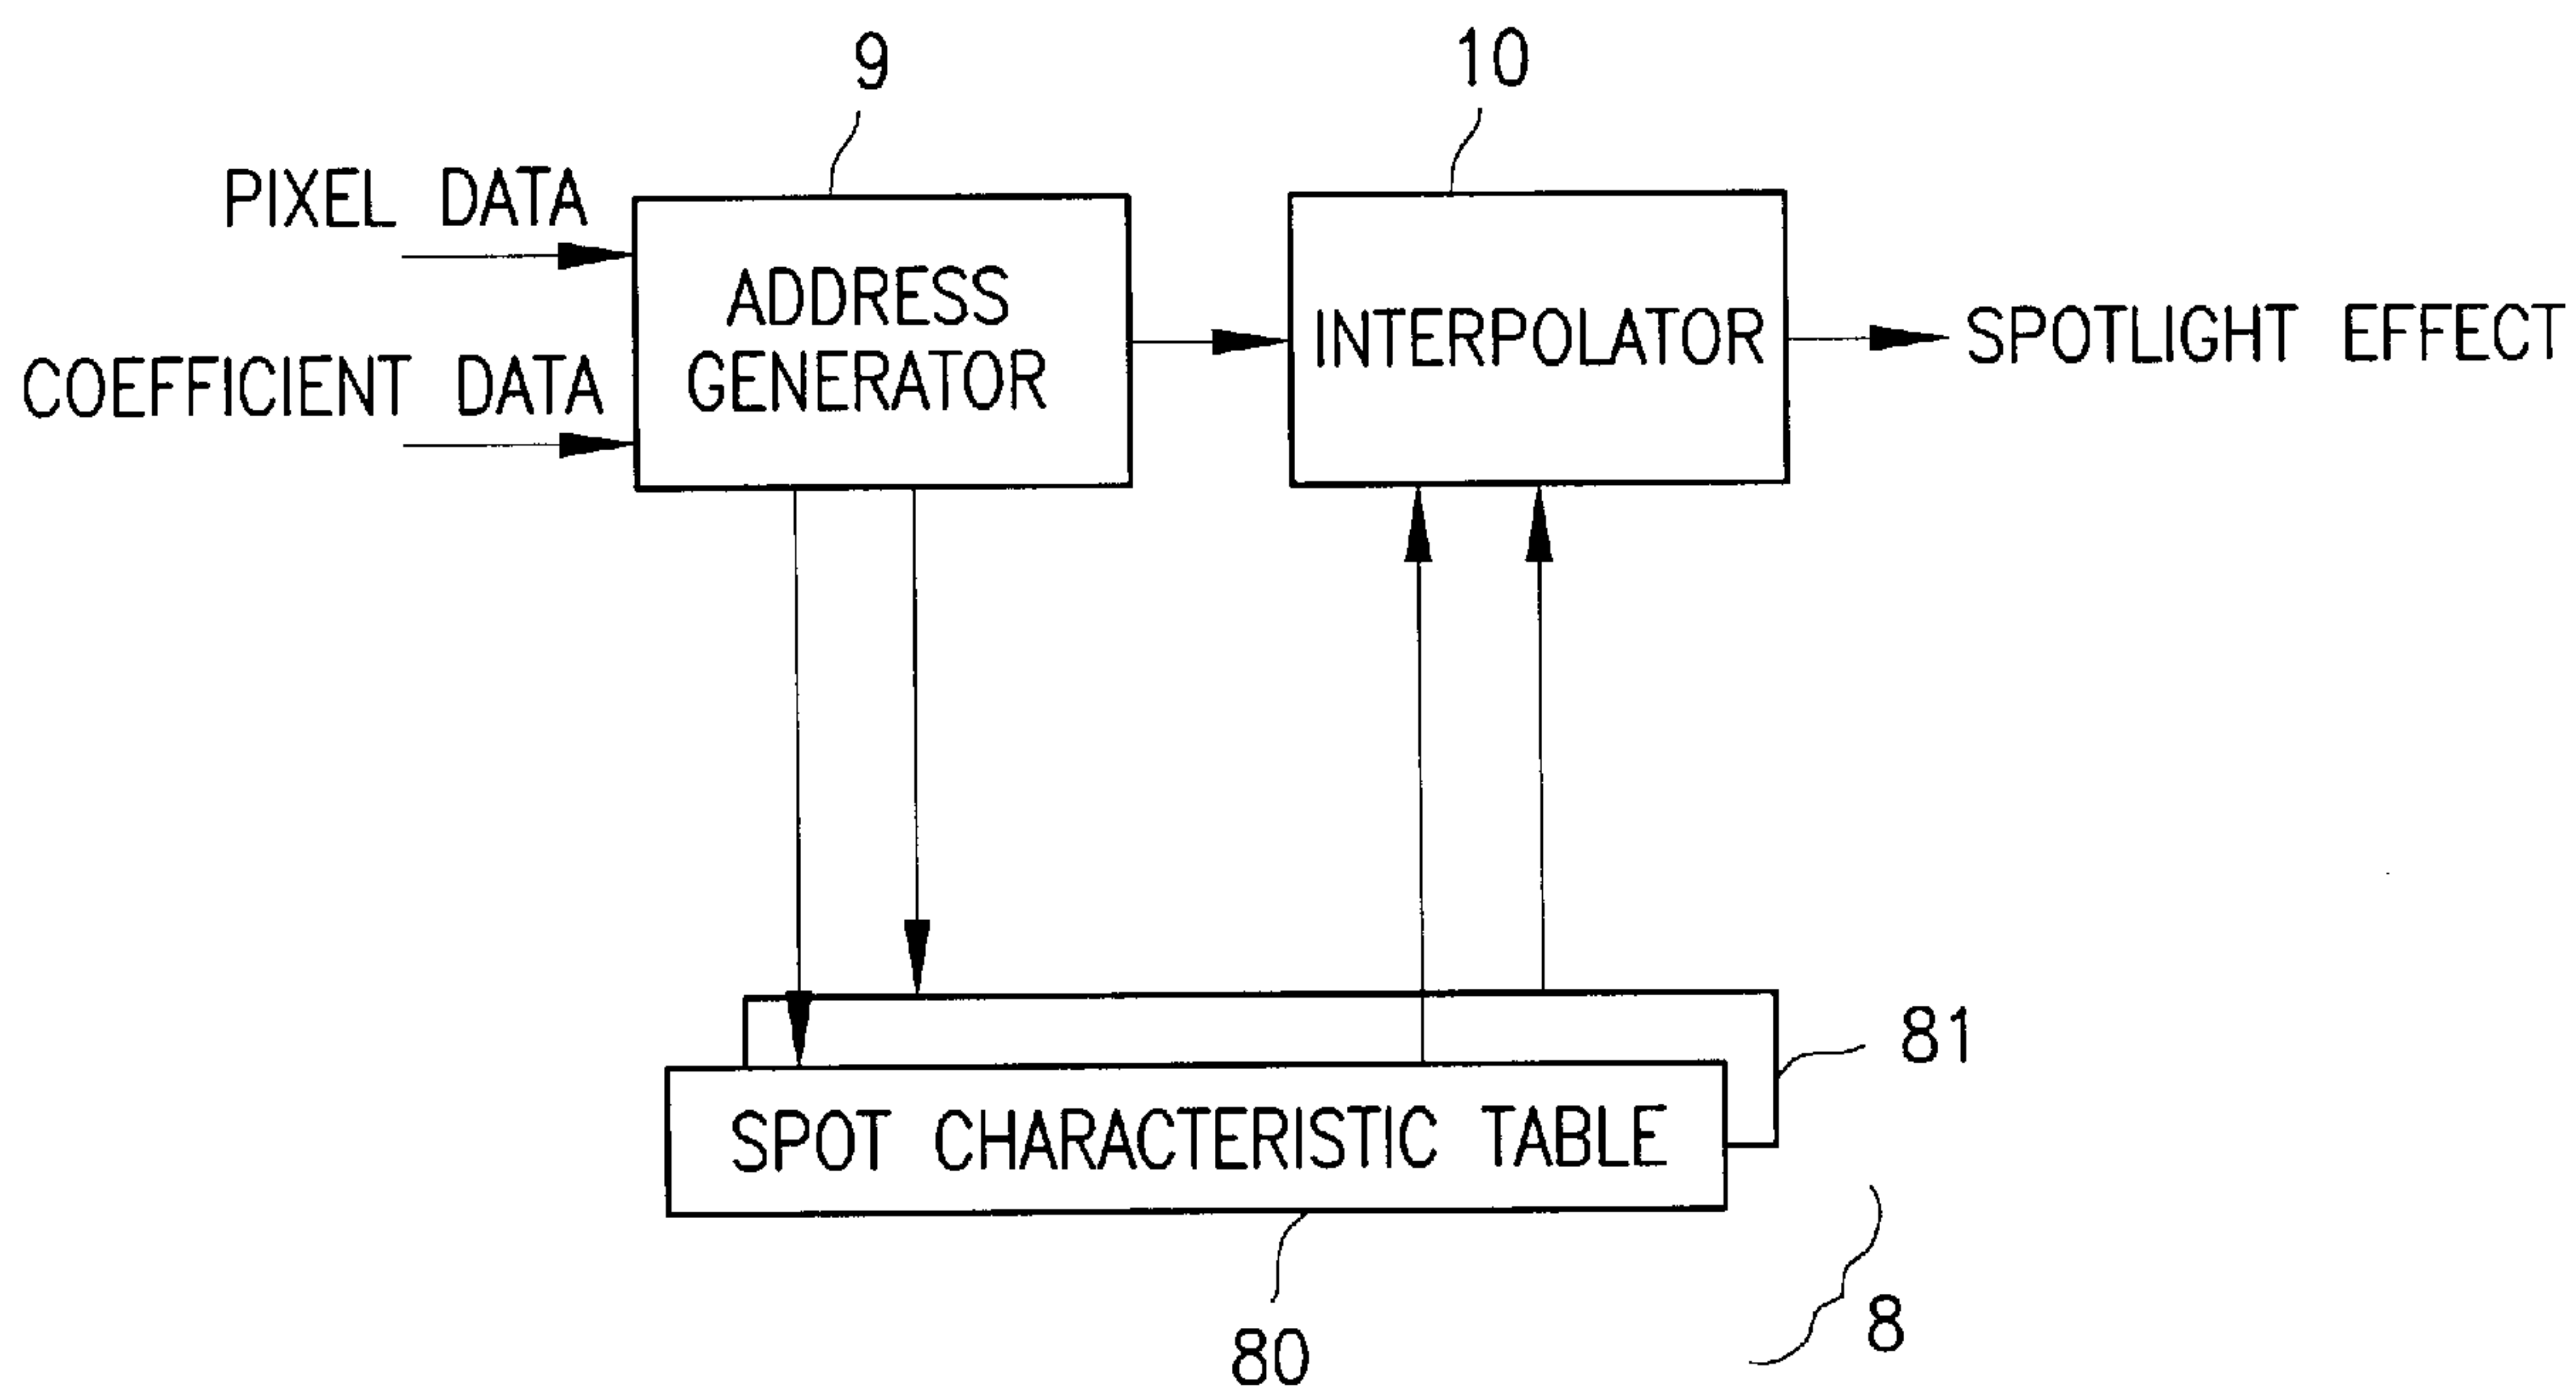 9
10
PIXEL DATA
COEFFICIENT DATA
ADDRESS
GENERATOR
INTERPOLATOR
SPOTLIGHT EFFECT
81
SPOT CHARACTERISTIC TABLE
80
8